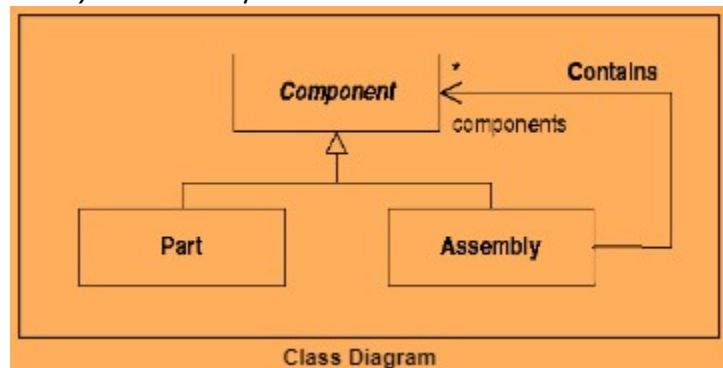 *
Contains
Component
components
Part
Assembly
Class Diagram